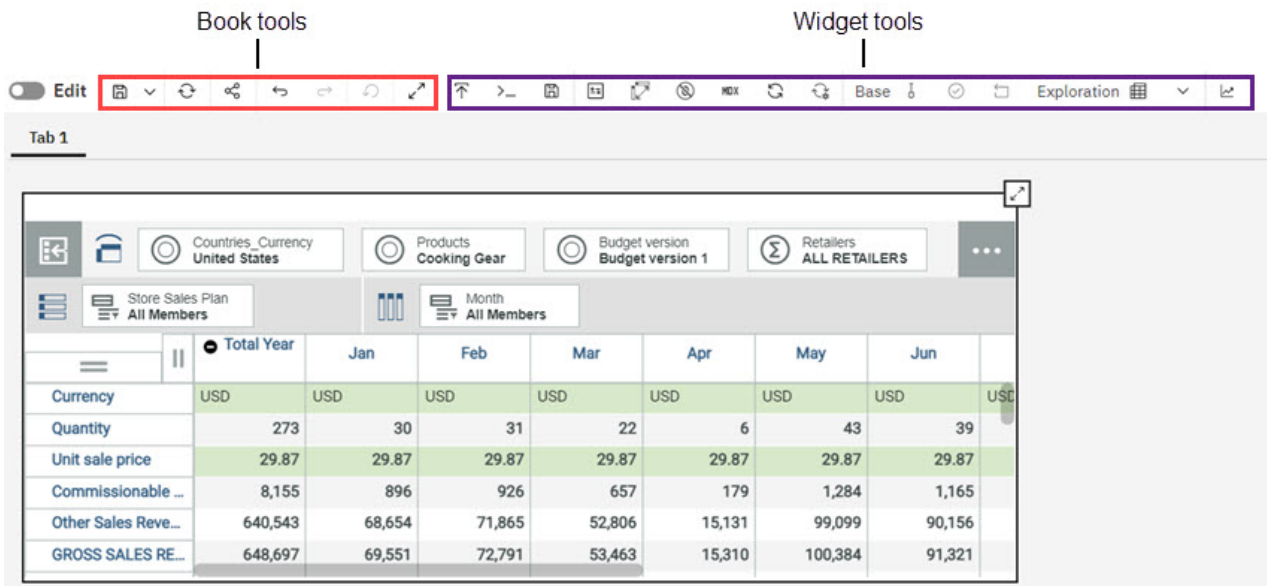 Book tools Widget tools
Edit MDX Base Exploration
Tab 1
Countries_Currency Products Budget version Retailers
United States Cooking Gear Budget version 1 ALL RETAILERS
Store Sales Plan Month
All Members All Members
Total Year Jan Feb Mar Apr May Jun
Currency USD USD USD USD USD USD USD USD
Quantity 273 30 31 22 6 43 39
Unit sale price 29.87 29.87 29.87 29.87 29.87 29.87 29.87
Commissionable ... 8,155 896 926 657 179 1,284 1,165
Other Sales Reve... 640,543 68,654 71,865 52,806 15,131 99,099 90,156
GROSS SALES RE... 648,697 69,551 72,791 53,463 15,310 100,384 91,321